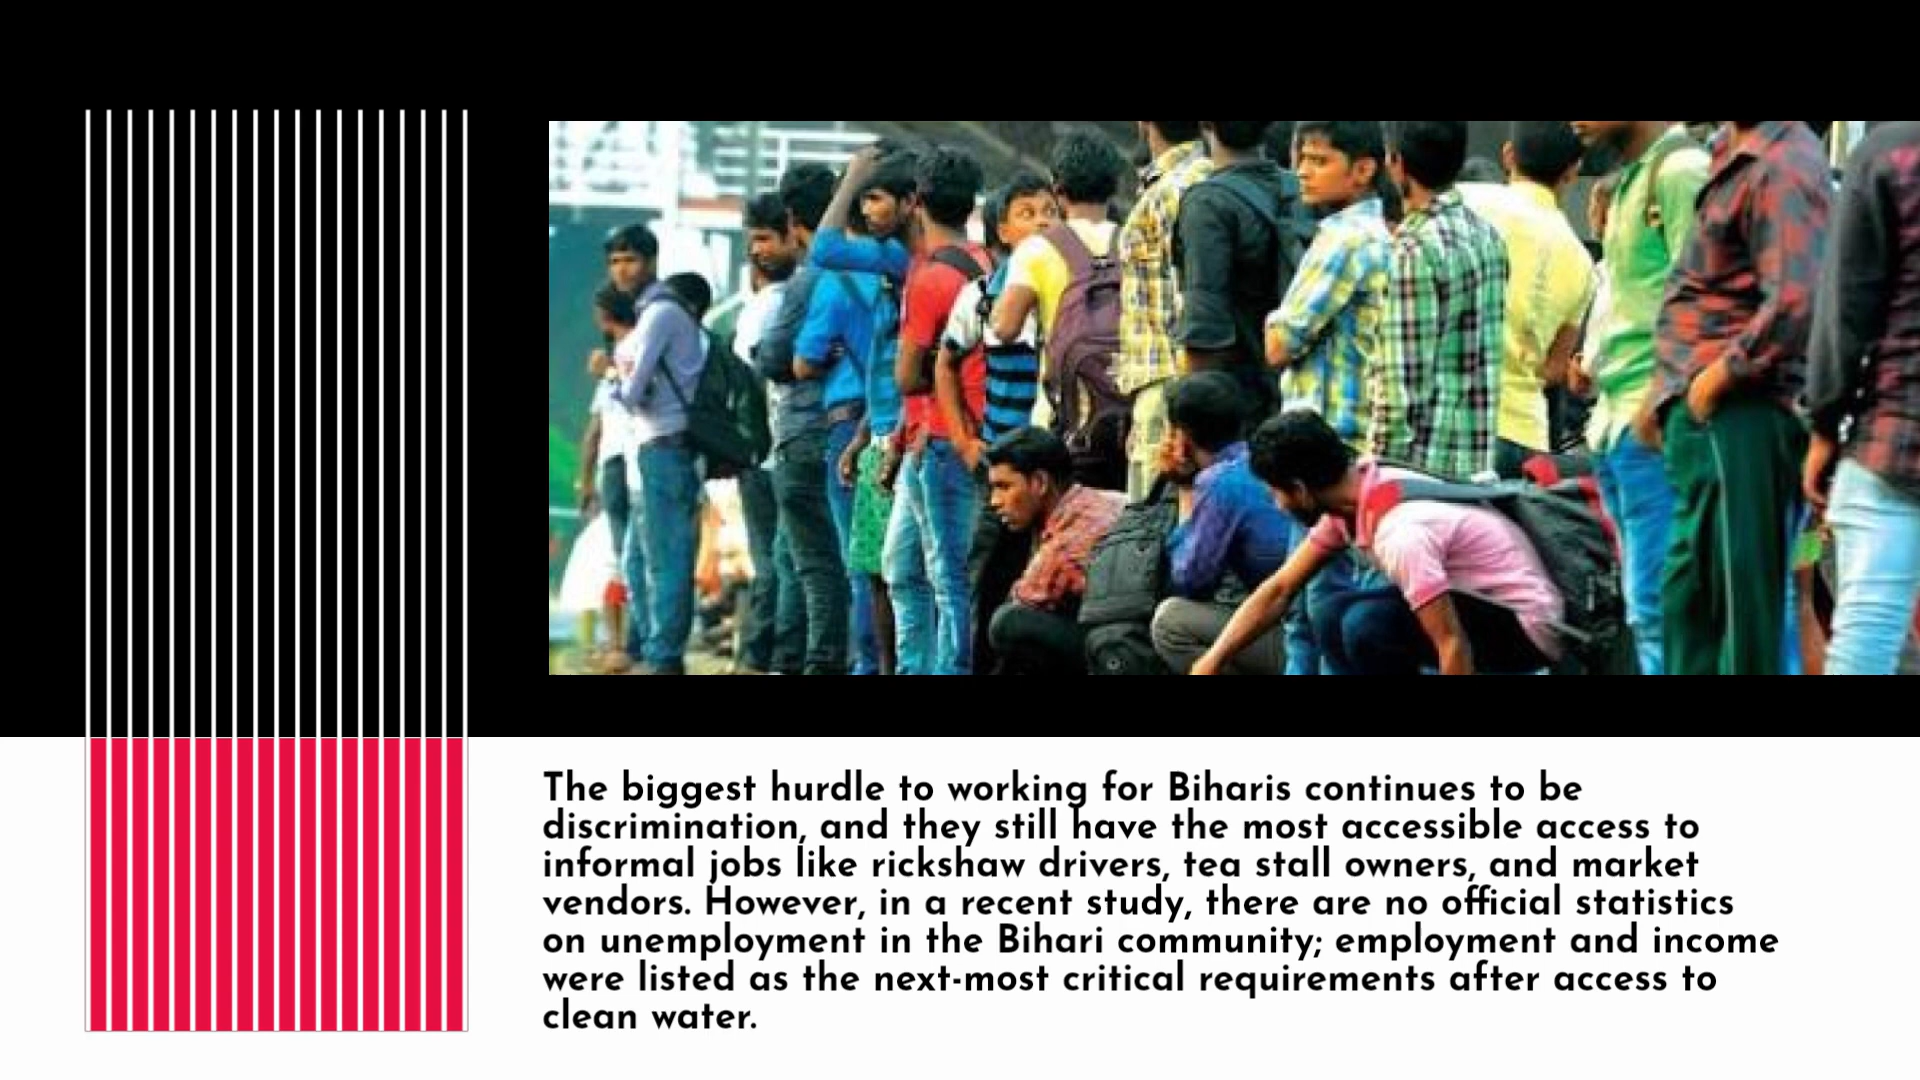 The biggest hurdle to working for Biharis continues to be
discrimination, and they still have the most accessible access to
informal jobs like rickshaw drivers, tea stall owners, and market
vendors. However, in a recent study, there are no official statistics
on unemployment in the Bihari community; employment and income
were listed as the next-most critical requirements after access to
clean water.